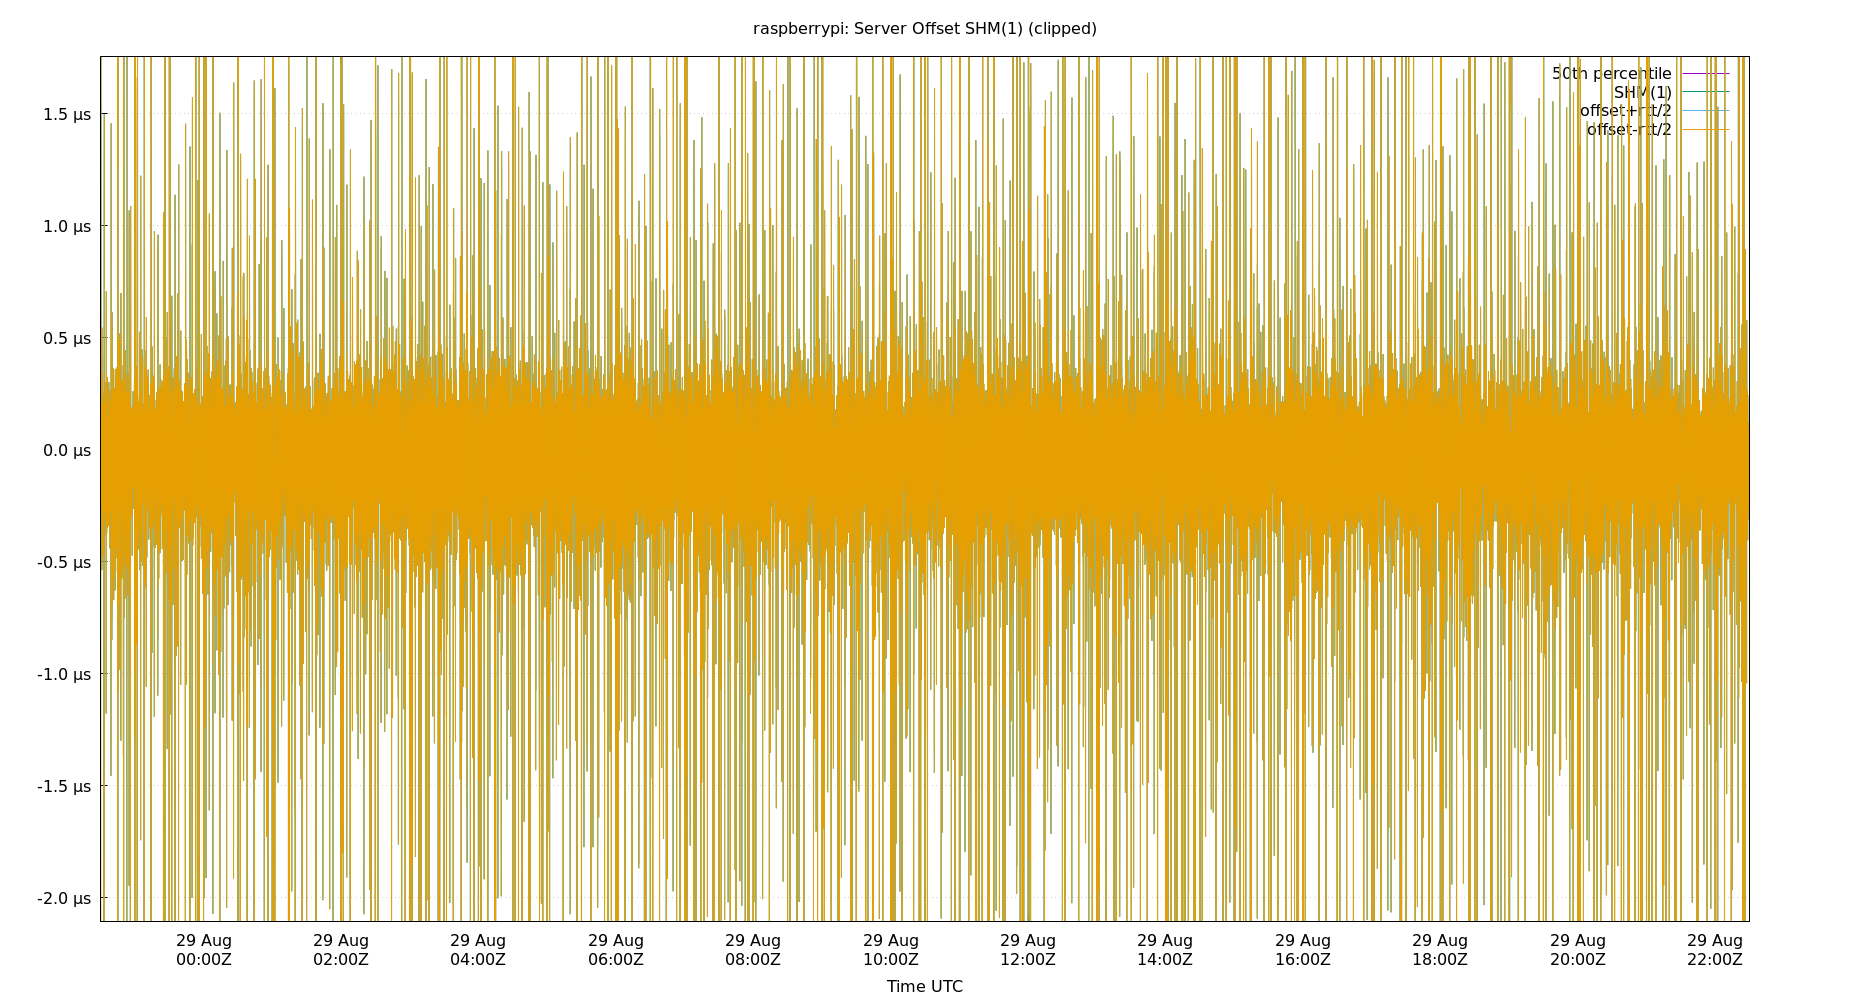 raspberrypi: Server Offset SHM(1) (clipped)
50th percentile
SHM(1)
offset+rtt/2
offset-rtt/2
1.5 µs
1.0 µs
0.5 µs
0.0 µs
-0.5 µs
-1.0 µs
-1.5 µs
-2.0 µs
29 Aug 29 Aug 29 Aug 29 Aug 29 Aug 29 Aug 29 Aug 29 Aug 29 Aug 29 Aug 29 Aug 29 Aug
00:00Z 02:00Z 04:00Z 06:00Z 08:00Z 10:00Z 12:00Z 14:00Z 16:00Z 18:00Z 20:00Z 22:00Z
Time UTC